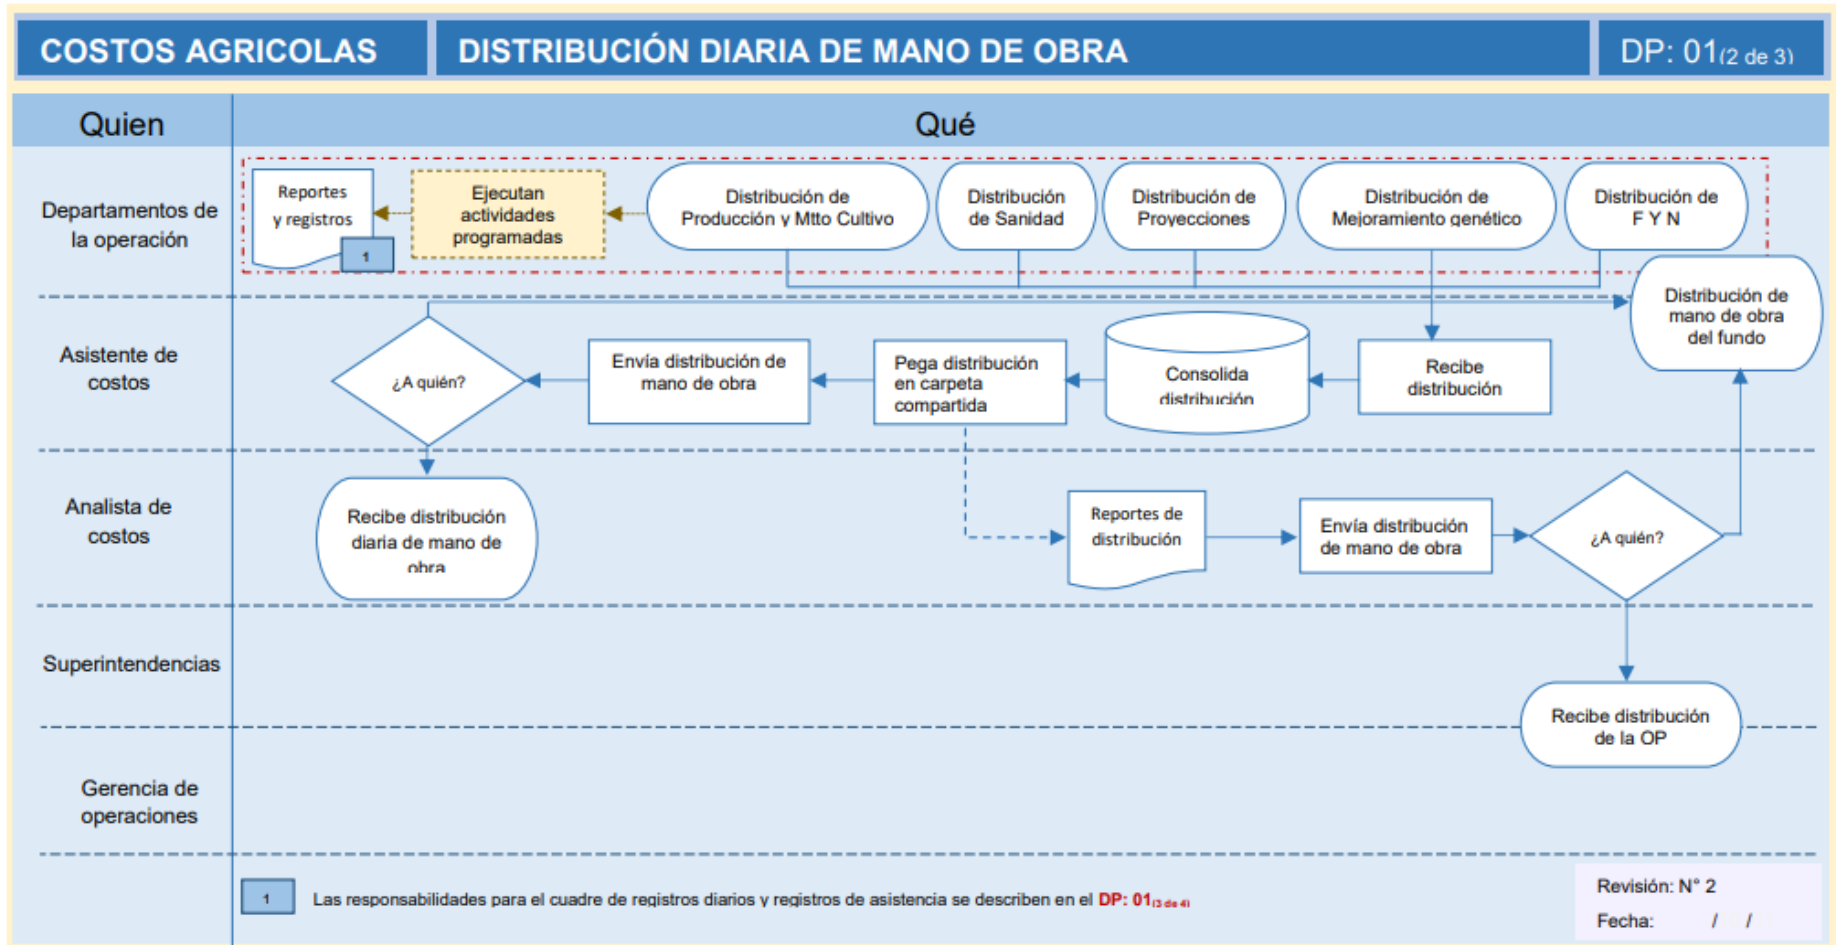 COSTOS AGRICOLAS
DISTRIBUCIÓN DIARIA DE MANO DE OBRA
DP: 01(2 de 3)
Quien
Qué
Departamentos de
la operación
Reportes
y registros
1
Ejecutan
actividades
programadas
Distribución de
Producción y Mtto Cultivo
Distribución
de Sanidad
Distribución de
Proyecciones
Distribución de
Mejoramiento genético
Distribución de
F Y N
Distribución de
mano de obra
del fundo
Asistente de
costos
¿A quién?
Envía distribución de
mano de obra
Pega distribución
en carpeta
compartida
Consolida
distribución
Recibe
distribución
Analista de
costos
Recibe distribución
diaria de mano de
obra
Reportes de
distribución
Envía distribución
de mano de obra
¿A quién?
Superintendencias
Recibe distribución
de la OP
Gerencia de
operaciones
1
Las responsabilidades para el cuadre de registros diarios y registros de asistencia se describen en el DP: 01(3 de 4)
Revisión: N° 2
Fecha: / /